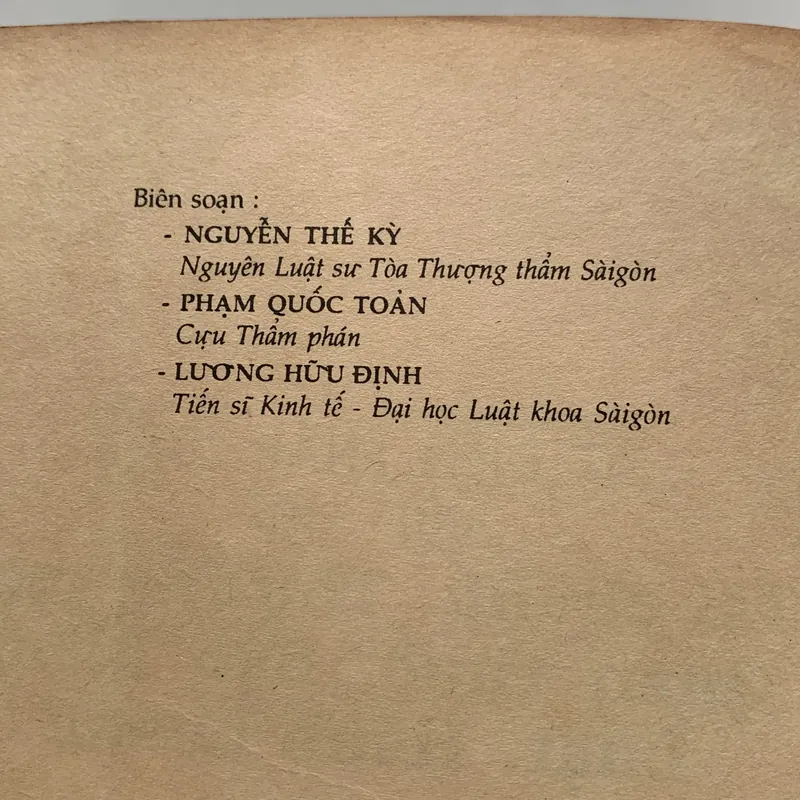 Biên soạn :
- NGUYỄN THẾ KỲ
Nguyên Luật sư Tòa Thượng thẩm Sàigòn
- PHẠM QUỐC TOẢN
Cựu Thẩm phán
- LƯƠNG HỮU ĐỊNH
Tiến sĩ Kinh tế - Đại học Luật khoa Sàigòn